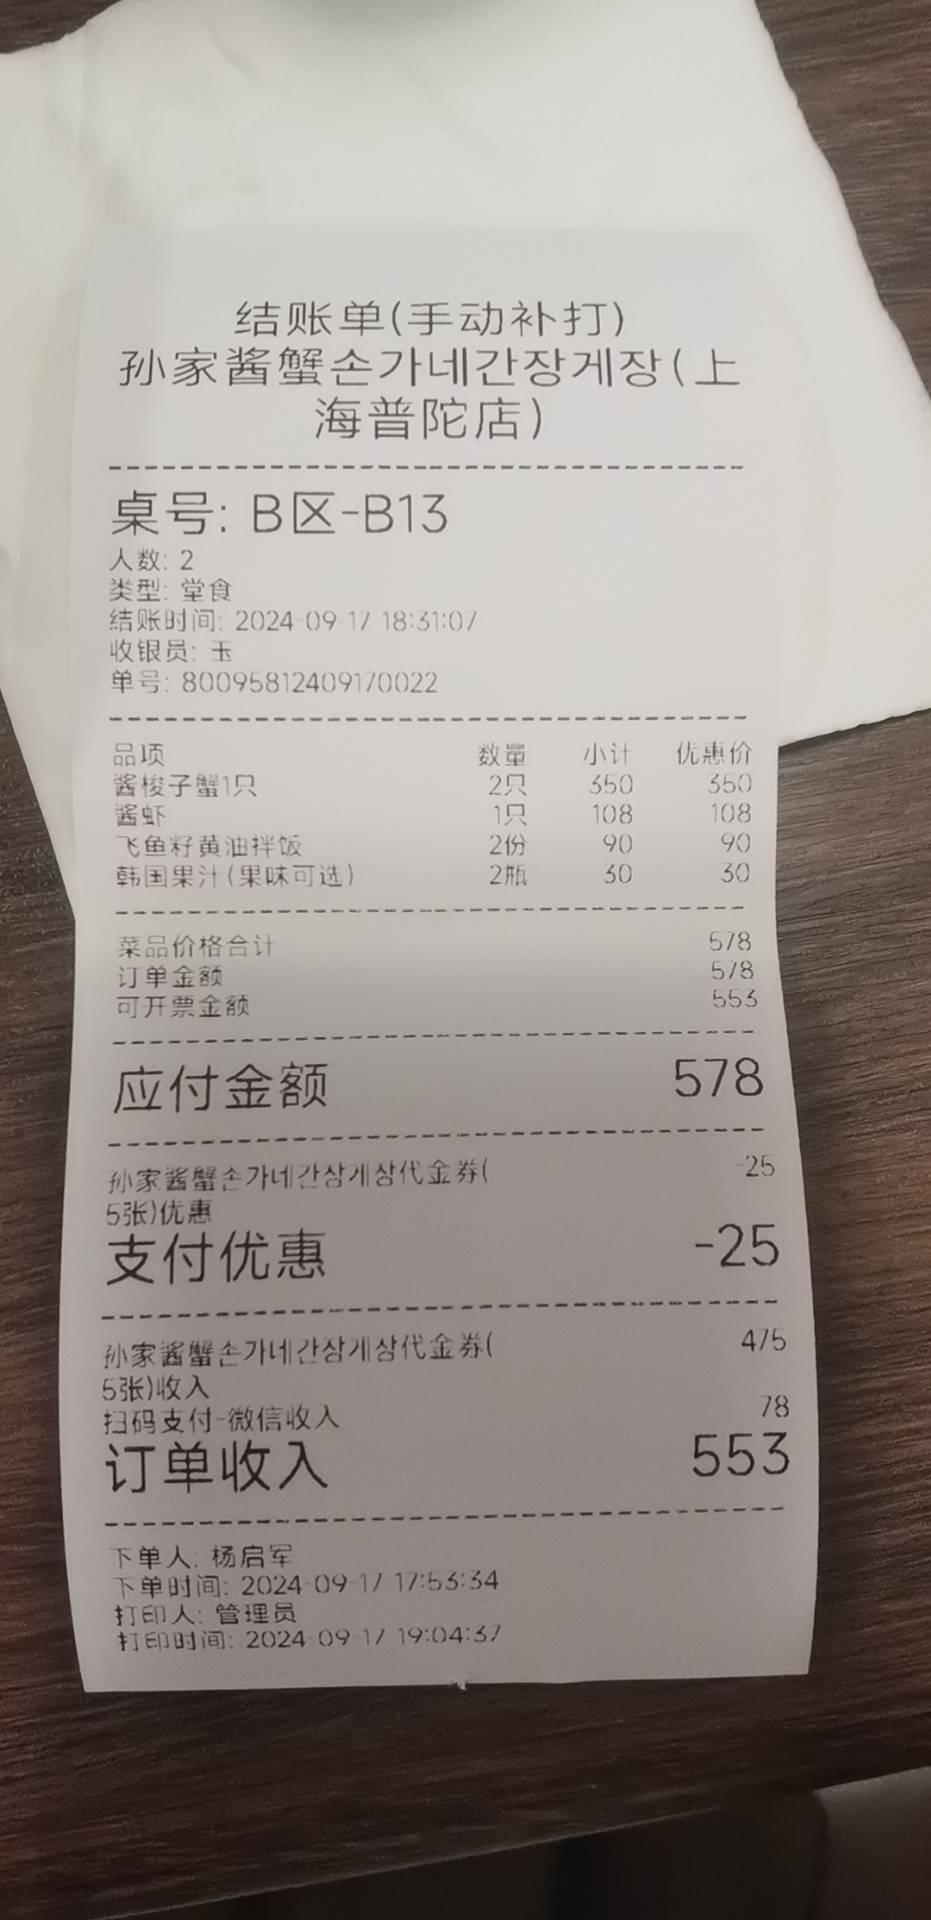 结账单(手动补打)
孙家酱蟹손가네간장게장(上
海普陀店)
桌号: B区-B13
人数: 2
类型: 堂食
结账时间: 2024-09-17 18:31:07
收银员: 玉
单号: 80095812409170022
品项 数量 小计 优惠价
酱梭子蟹1只 2只 350 350
酱虾 1只 108 108
飞鱼籽黄油拌饭 2份 90 90
韩国果汁(果味可选) 2瓶 30 30
菜品价格合计 578
订单金额 578
可开票金额 553
应付金额 578
孙家酱蟹손가네간장게장代金券( -25
5张)优惠
支付优惠 -25
孙家酱蟹손가네간장게장代金券( 475
5张)收入
扫码支付-微信收入 78
订单收入 553
下单人: 杨启军
下单时间: 2024-09-17 17:53:34
打印人: 管理员
打印时间: 2024-09-17 19:04:37